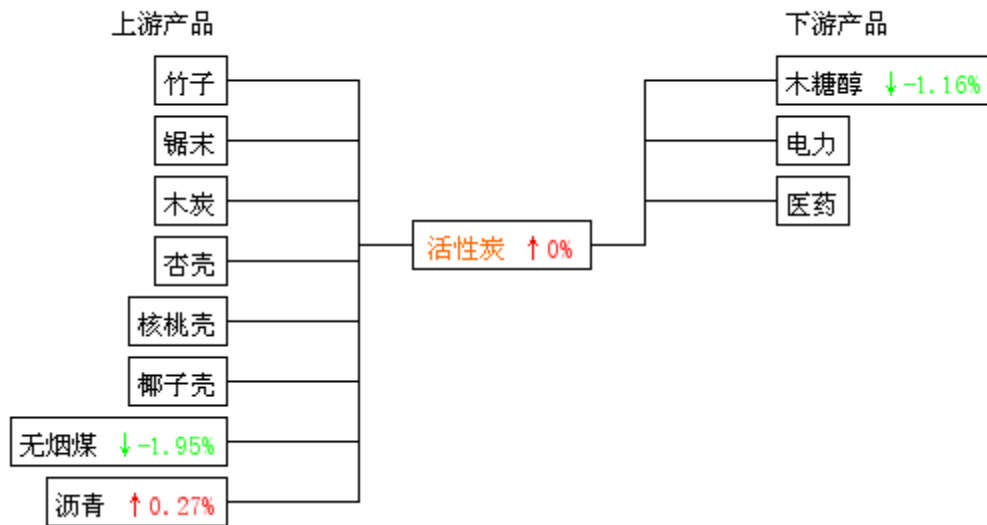 上游产品
下游产品
竹子
锯末
木炭
杏壳
核桃壳
椰子壳
无烟煤 ↓-1.95%
沥青 ↑0.27%
活性炭 ↑0%
木糖醇 ↓-1.16%
电力
医药